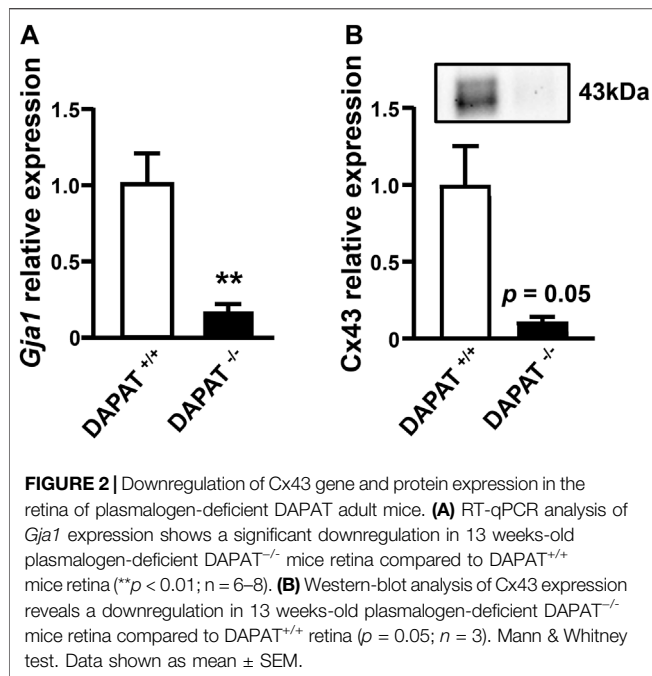 A
Gja1 relative expression
1.5
1.0
0.5
0
**
DAPAT +/+
DAPAT -/-
B
43kDa
Cx43 relative expression
1.5
1.0
0.5
0
p = 0.05
DAPAT +/+
DAPAT -/-
FIGURE 2 | Downregulation of Cx43 gene and protein expression in the
retina of plasmalogen-deficient DAPAT adult mice. (A) RT-qPCR analysis of
Gja1 expression shows a significant downregulation in 13 weeks-old
plasmalogen-deficient DAPAT−/− mice retina compared to DAPAT+/+
mice retina (**p < 0.01; n = 6–8). (B) Western-blot analysis of Cx43 expression
reveals a downregulation in 13 weeks-old plasmalogen-deficient DAPAT−/−
mice retina compared to DAPAT+/+ retina (p = 0.05; n = 3). Mann & Whitney
test. Data shown as mean ± SEM.